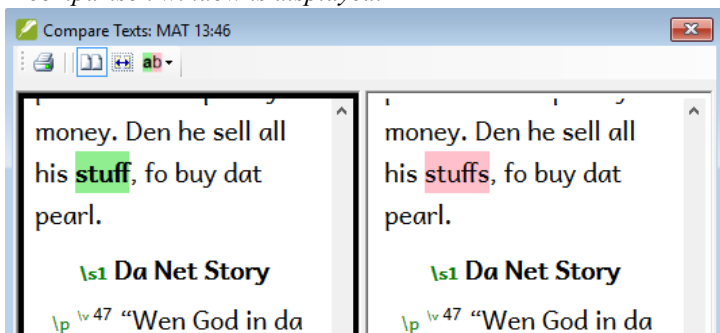 Compare Texts: MAT 13:46
ab
money. Den he sell all
his stuff, fo buy dat
pearl.
\s1 Da Net Story
\p \v 47 “Wen God in da
money. Den he sell all
his stuffs, fo buy dat
pearl.
\s1 Da Net Story
\p \v 47 “Wen God in da